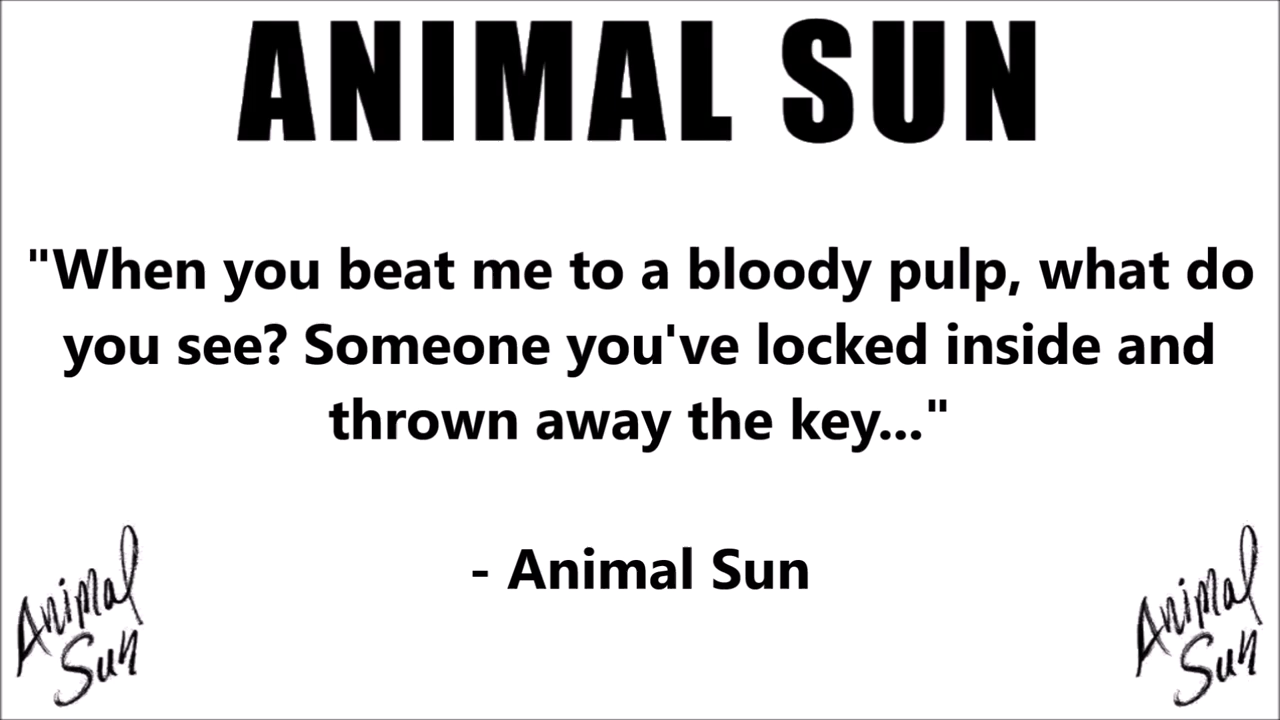 ANIMAL SUN
"When you beat me to a bloody pulp, what do
you see? Someone you've locked inside and
thrown away the key..."
- Animal Sun
Animal
Sun
Animal
Sun